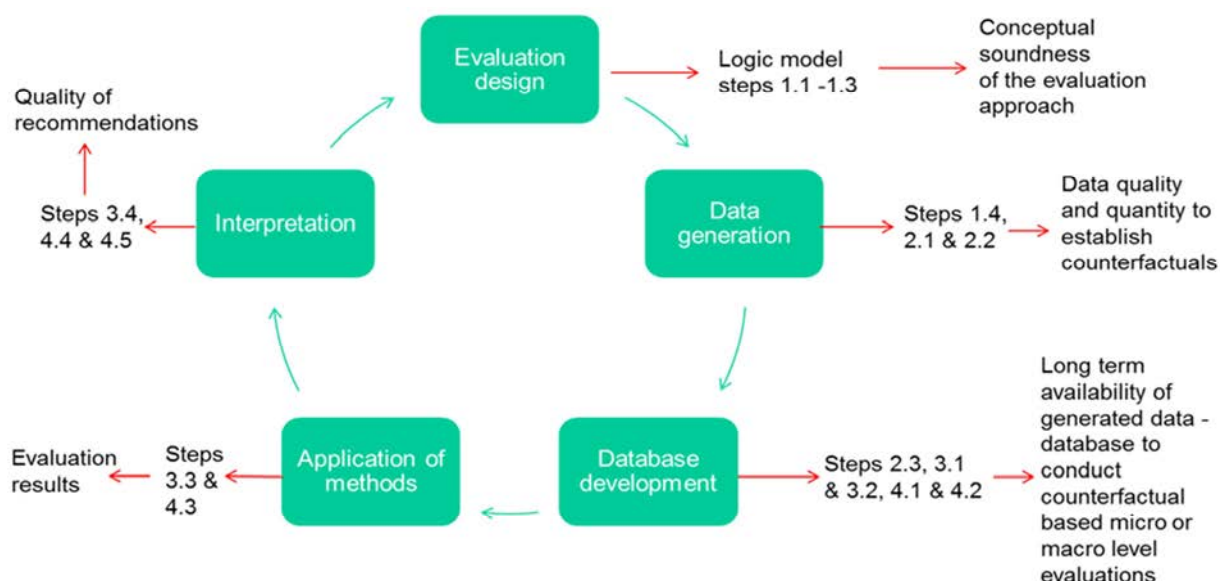 Evaluation
design
Logic model
steps 1.1 -1.3
Conceptual
soundness
of the evaluation
approach
Quality of
recommendations
Steps 3.4,
4.4 & 4.5
Interpretation
Data
generation
Steps 1.4,
2.1 & 2.2
Data quality
and quantity to
establish
counterfactuals
Evaluation
results
Steps
3.3 &
4.3
Application of
methods
Database
development
Steps 2.3, 3.1
& 3.2, 4.1 & 4.2
Long term
availability of
generated data -
database to
conduct
counterfactual
based micro or
macro level
evaluations